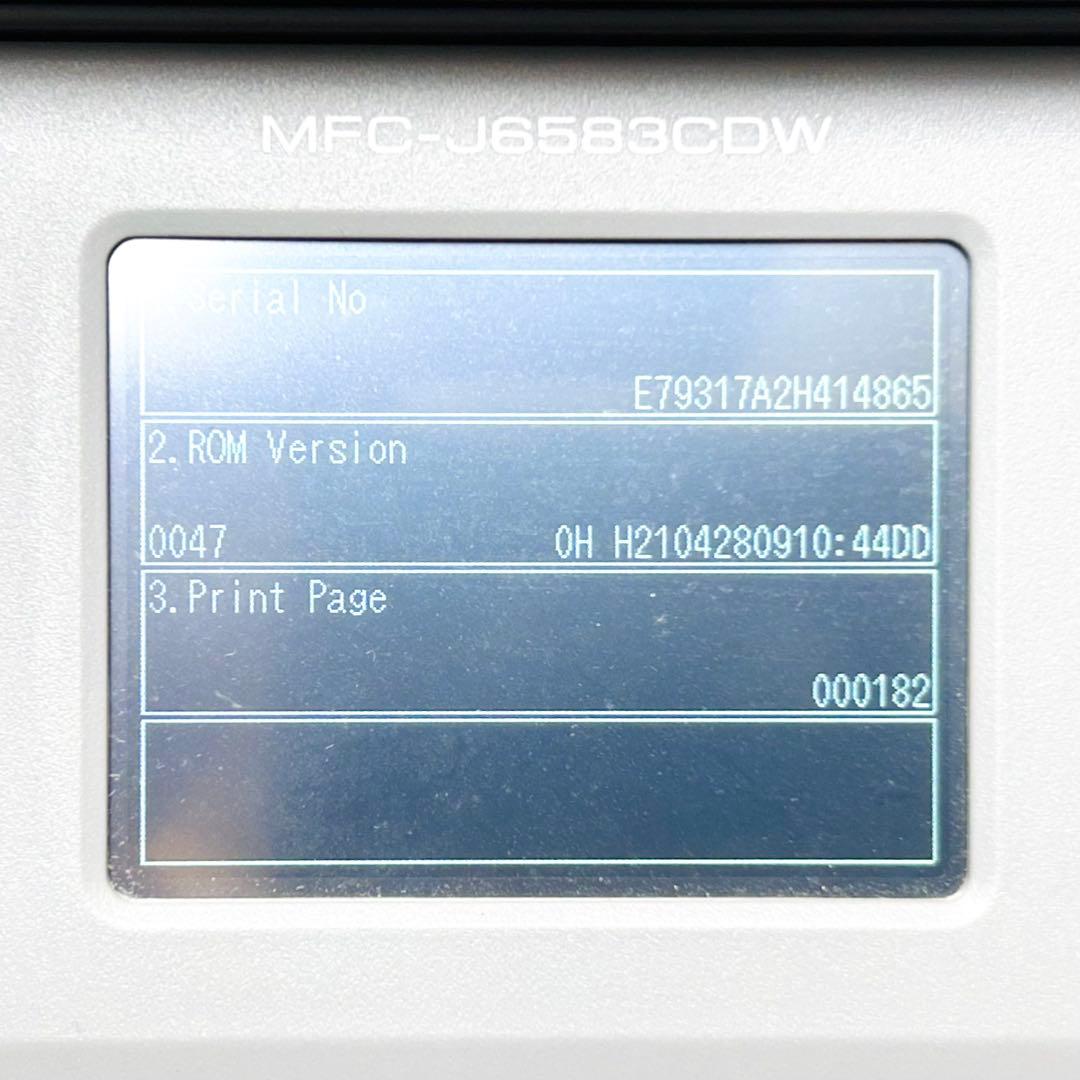 MFC-J6583CDW
Serial No
E79317A2H414865
2.ROM Version
0047 0H H2104280910:44DD
3.Print Page
000182